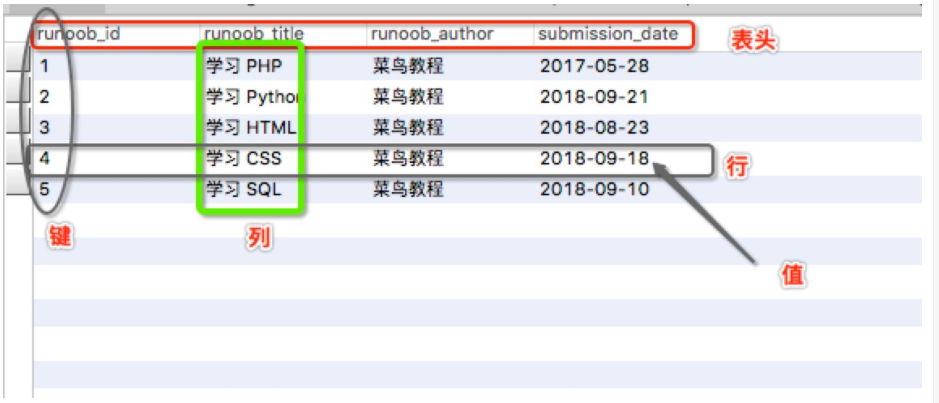 runoob_id runoob_title runoob_author submission_date 表头
1 学习 PHP 菜鸟教程 2017-05-28
2 学习 Python 菜鸟教程 2018-09-21
3 学习 HTML 菜鸟教程 2018-08-23
4 学习 CSS 菜鸟教程 2018-09-18 行
5 学习 SQL 菜鸟教程 2018-09-10
键 列
值